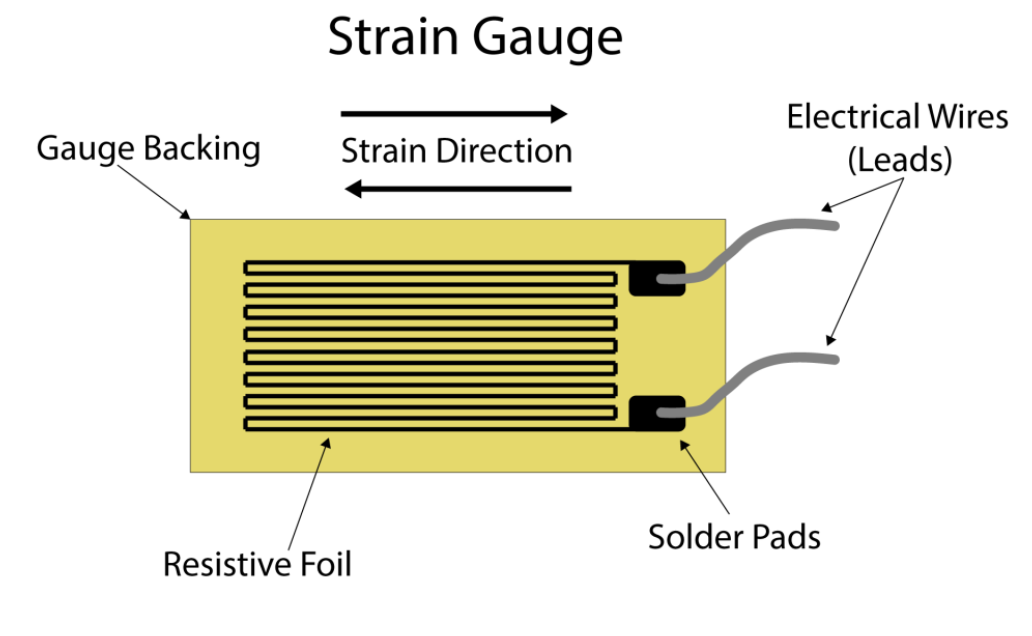 Strain Gauge
Electrical Wires
(Leads)
Gauge Backing
Strain Direction
Solder Pads
Resistive Foil